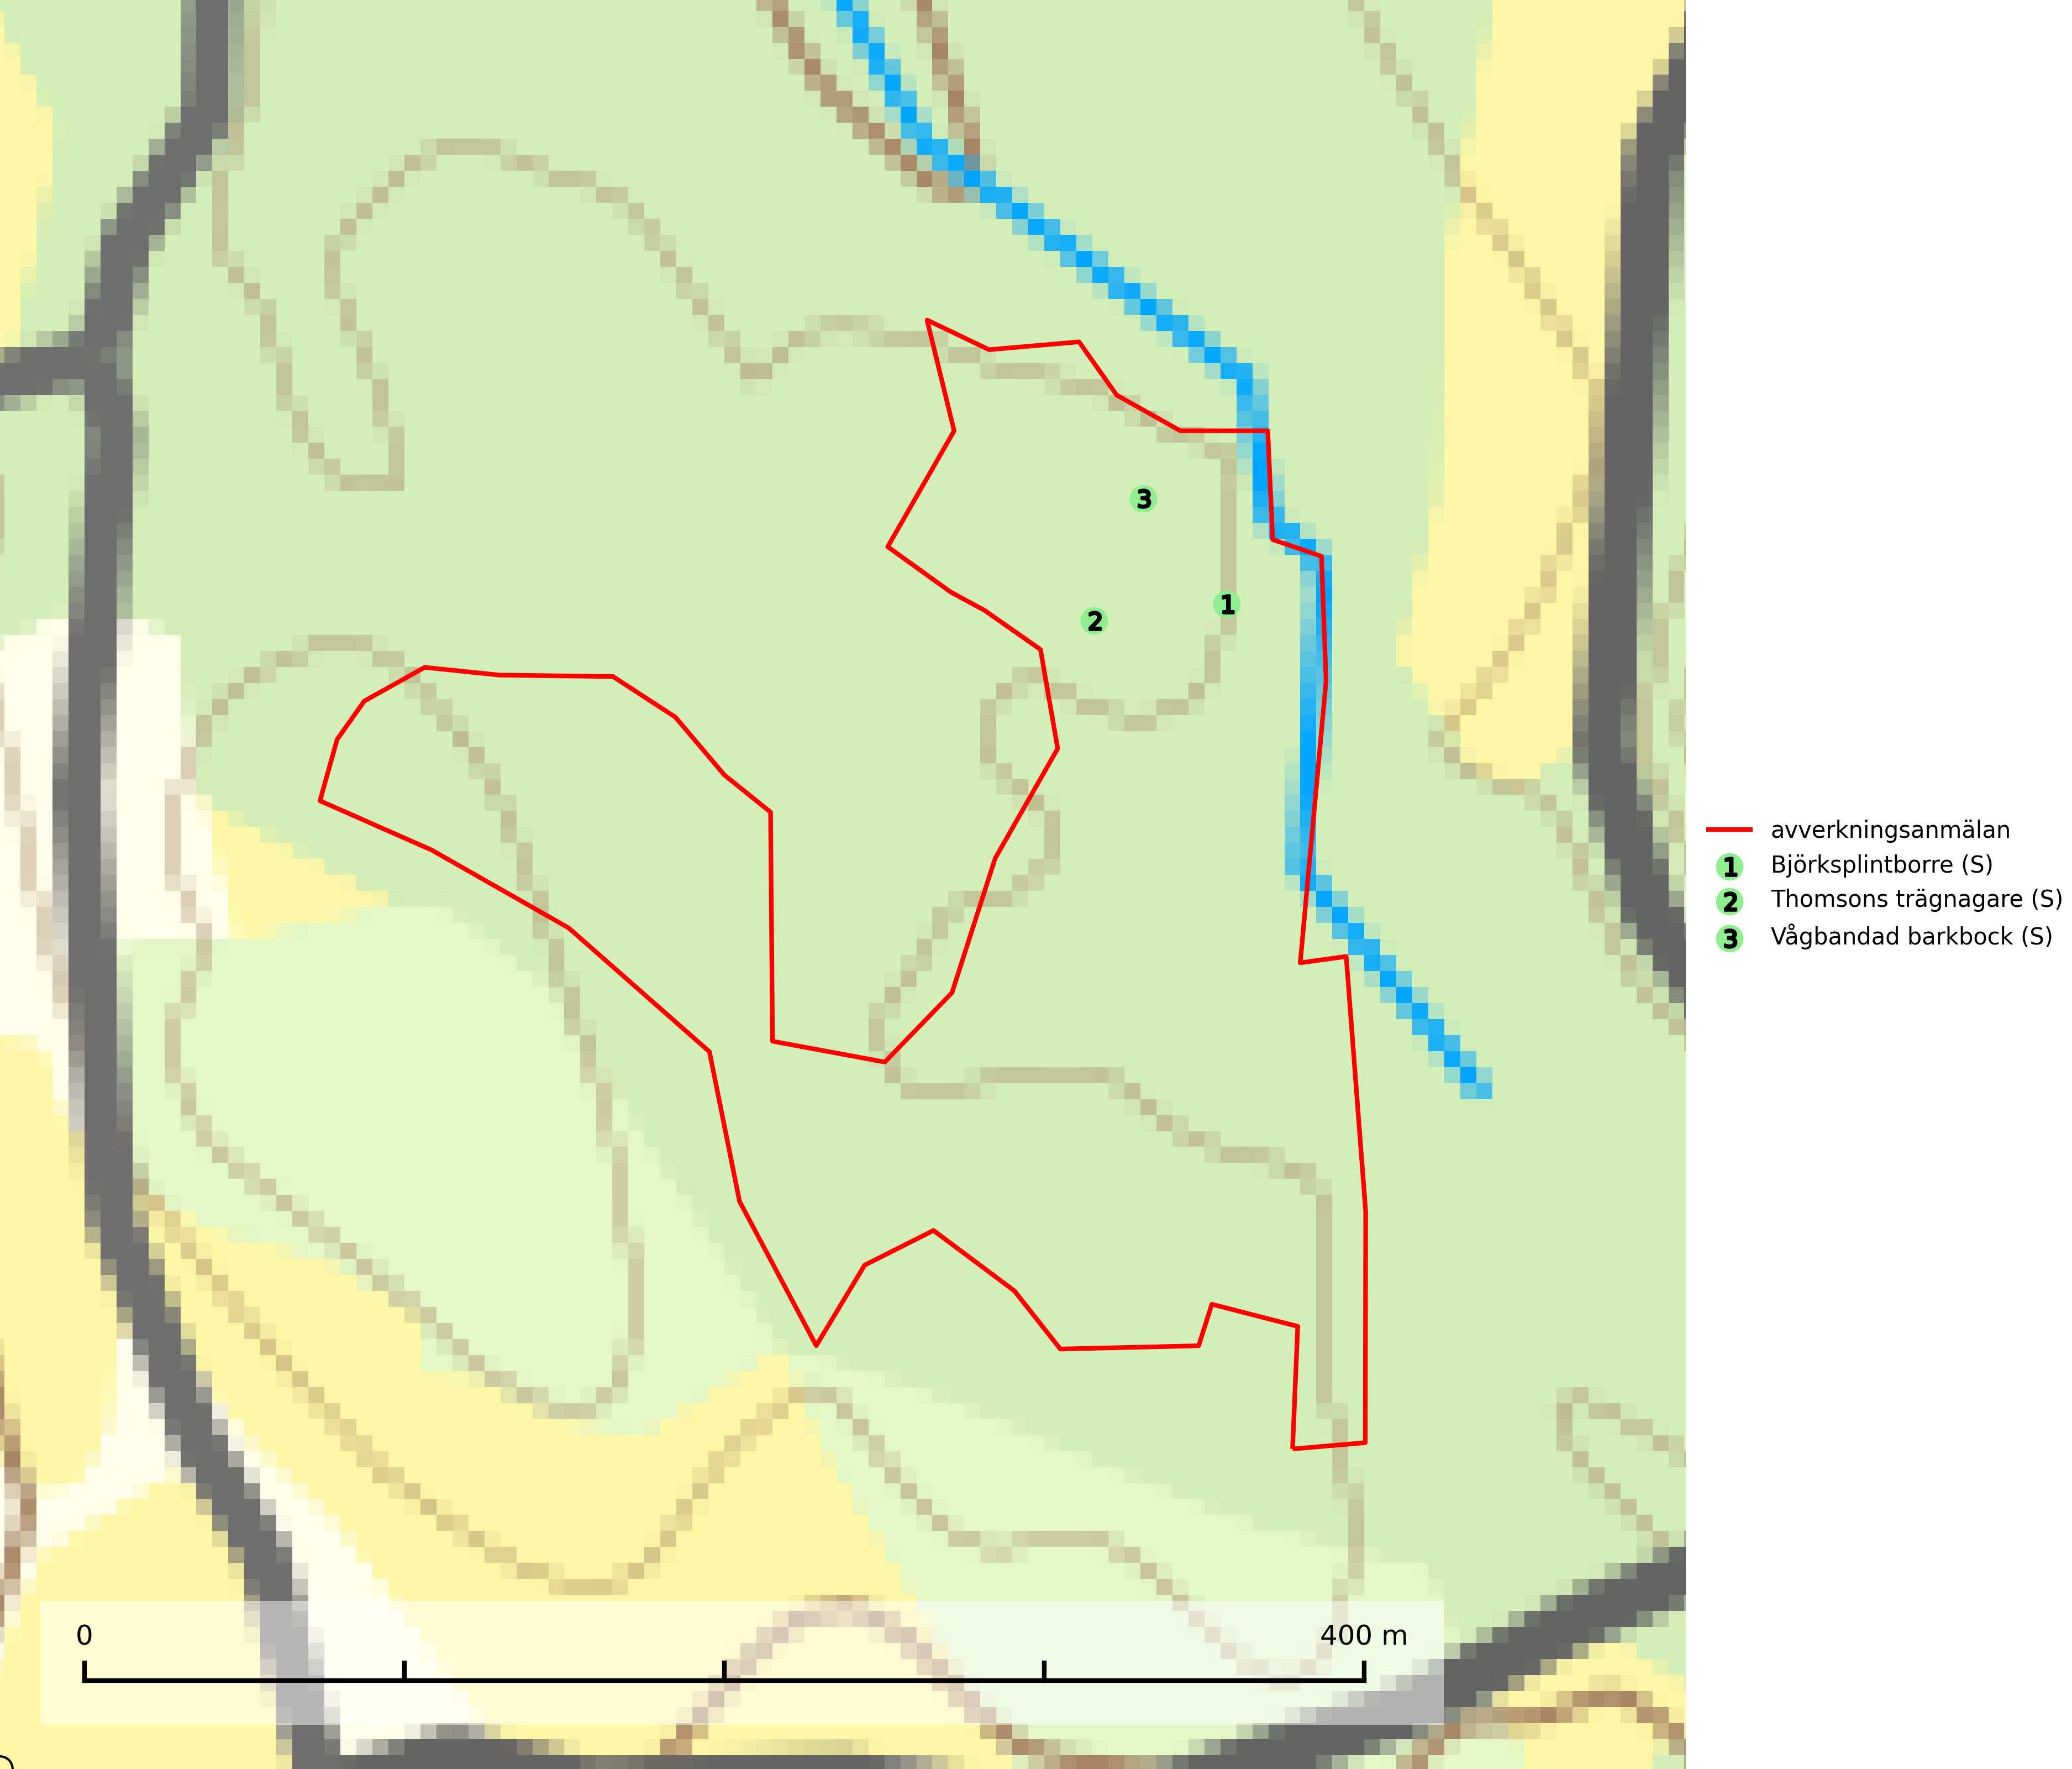 3
1
2
avverkningsanmälan
1 Björksplintborre (S)
2 Thomsons trägnagare (S)
3 Vågbandad barkbock (S)
0 400 m